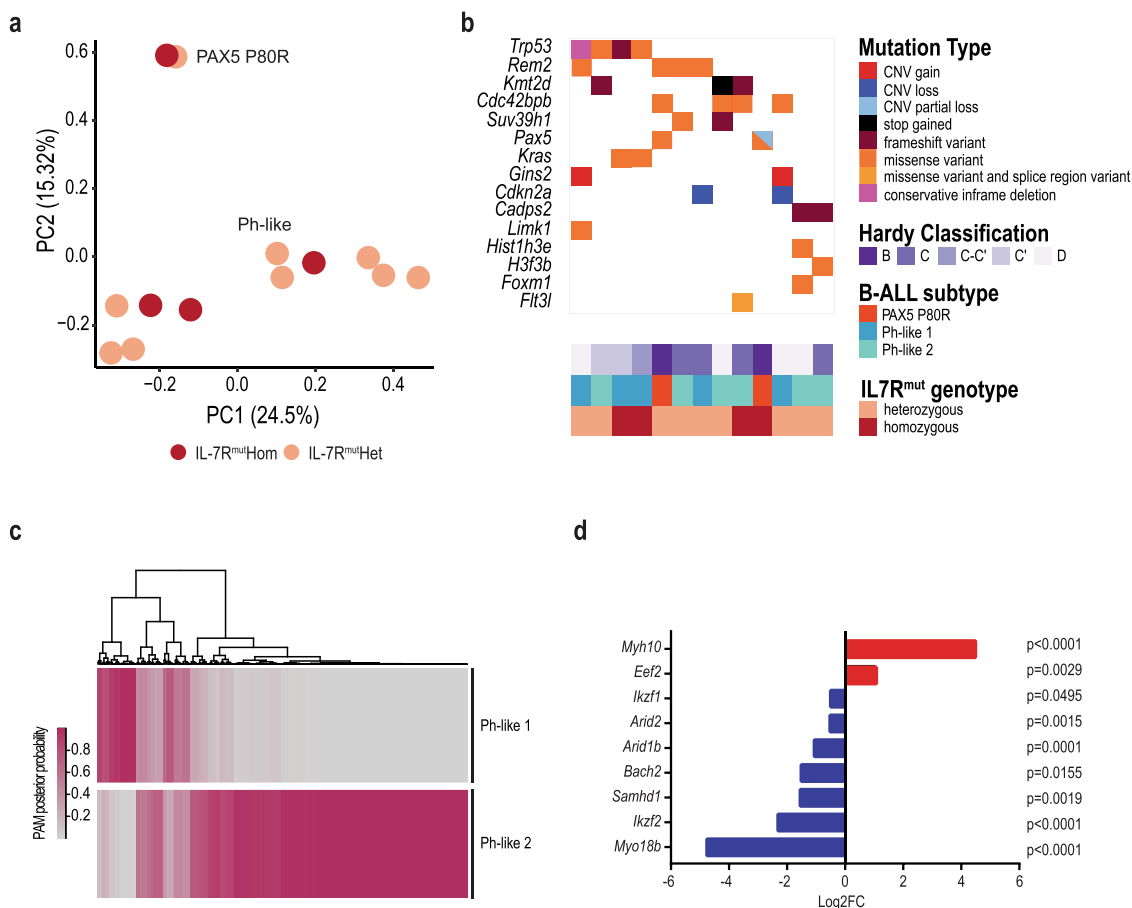 a
0.6
0.4
0.2
0.0
−0.2
PC2 (15.32%)
PAX5 P80R
Ph-like
−0.2
0.0
0.2
0.4
PC1 (24.5%)
IL-7RmutHom
IL-7RmutHet
b
Trp53
Rem2
Kmt2d
Cdc42bpb
Suv39h1
Pax5
Kras
Gins2
Cdkn2a
Cadps2
Limk1
Hist1h3e
H3f3b
Foxm1
Flt3l
Mutation Type
CNV gain
CNV loss
CNV partial loss
stop gained
frameshift variant
missense variant
missense variant and splice region variant
conservative inframe deletion
Hardy Classification
B
C
C-C'
C'
D
B-ALL subtype
PAX5 P80R
Ph-like 1
Ph-like 2
IL7Rmut genotype
heterozygous
homozygous
c
PAM posterior probability
0.8
0.6
0.4
0.2
Ph-like 1
Ph-like 2
d
Myh10 p<0.0001
Eef2 p=0.0029
Ikzf1 p=0.0495
Arid2 p=0.0015
Arid1b p=0.0001
Bach2 p=0.0155
Samhd1 p=0.0019
Ikzf2 p<0.0001
Myo18b p<0.0001
-6 -4 -2 0 2 4 6
Log2FC